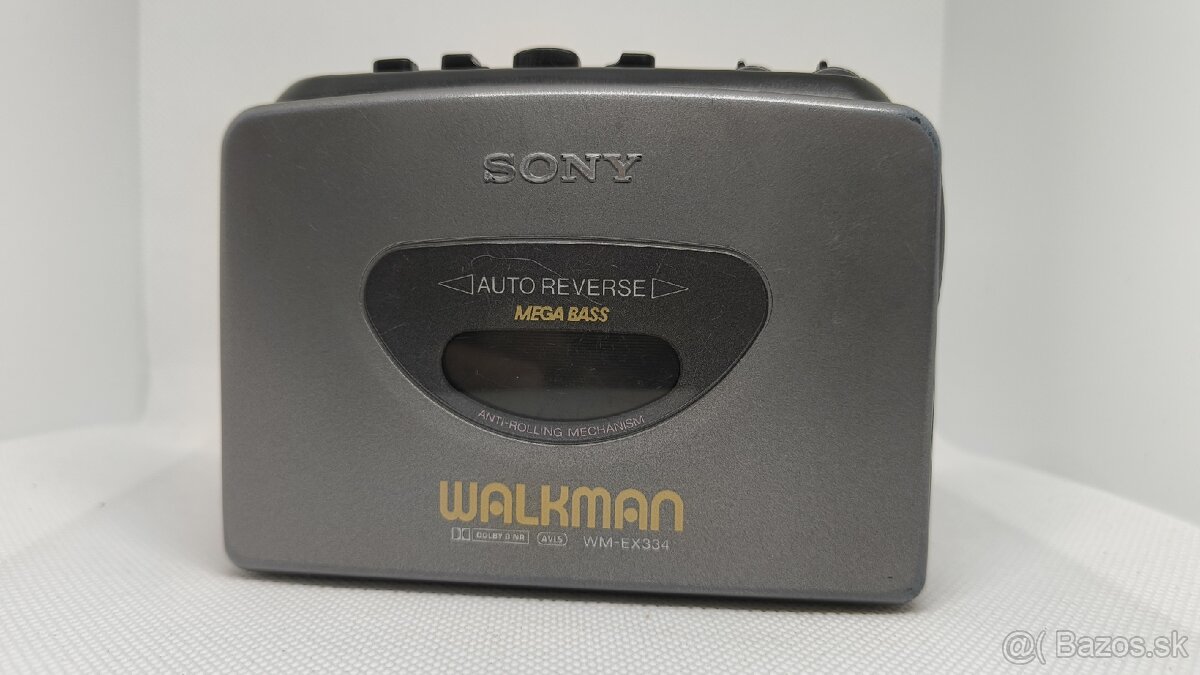 SONY
AUTO REVERSE
MEGA BASS
ANTI-ROLLING MECHANISM
WALKMAN
DOLBY B NR AVLS WM-EX334
@( Bazos.sk